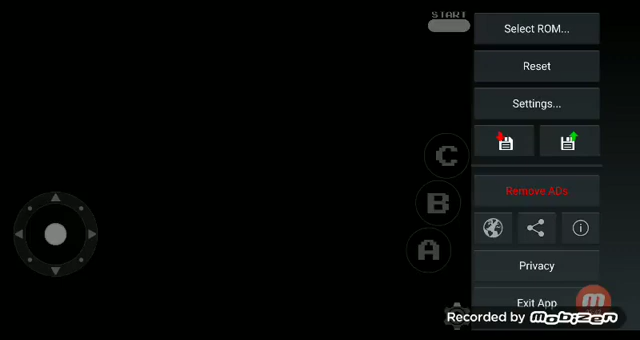 START
Select ROM...
Reset
Settings...
C
B
A
Remove ADs
Privacy
Exit App
Recorded by Mobizen